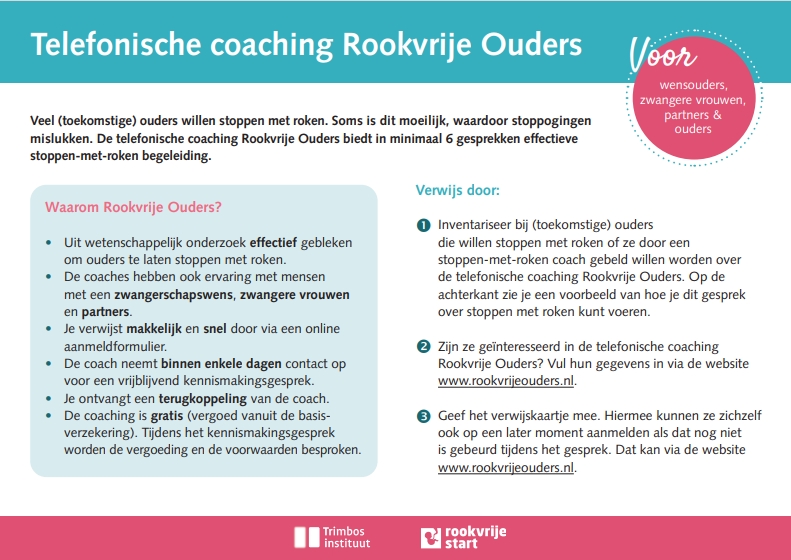 Telefonische coaching Rookvrije Ouders
Voor
wensouders,
zwangere vrouwen,
partners &
ouders
Veel (toekomstige) ouders willen stoppen met roken. Soms is dit moeilijk, waardoor stoppogingen
mislukken. De telefonische coaching Rookvrije Ouders biedt in minimaal 6 gesprekken effectieve
stoppen-met-roken begeleiding.
Waarom Rookvrije Ouders?
• Uit wetenschappelijk onderzoek effectief gebleken
om ouders te laten stoppen met roken.
• De coaches hebben ook ervaring met mensen
met een zwangerschapswens, zwangere vrouwen
en partners.
• Je verwijst makkelijk en snel door via een online
aanmeldformulier.
• De coach neemt binnen enkele dagen contact op
voor een vrijblijvend kennismakingsgesprek.
• Je ontvangt een terugkoppeling van de coach.
• De coaching is gratis (vergoed vanuit de basis-
verzekering). Tijdens het kennismakingsgesprek
worden de vergoeding en de voorwaarden besproken.
Verwijs door:
1 Inventariseer bij (toekomstige) ouders
die willen stoppen met roken of ze door een
stoppen-met-roken coach gebeld willen worden over
de telefonische coaching Rookvrije Ouders. Op de
achterkant zie je een voorbeeld van hoe je dit gesprek
over stoppen met roken kunt voeren.
2 Zijn ze geïnteresseerd in de telefonische coaching
Rookvrije Ouders? Vul hun gegevens in via de website
www.rookvrijeouders.nl.
3 Geef het verwijskaartje mee. Hiermee kunnen ze zichzelf
ook op een later moment aanmelden als dat nog niet
is gebeurd tijdens het gesprek. Dat kan via de website
www.rookvrijeouders.nl.
Trimbos
instituut
rookvrije
start